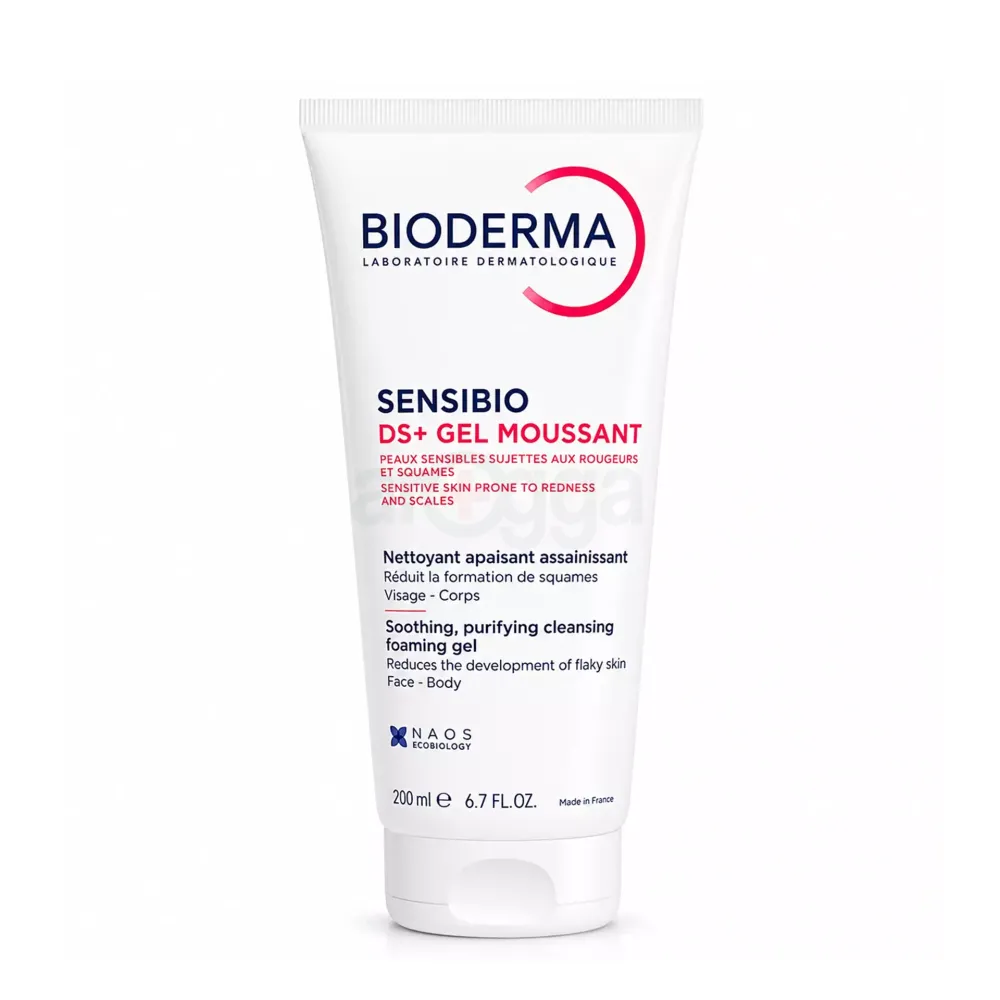 BIODERMA
LABORATOIRE DERMATOLOGIQUE
SENSIBIO
DS+ GEL MOUSSANT
PEAUX SENSIBLES SUJETTES AUX ROUGEURS
ET SQUAMES
SENSITIVE SKIN PRONE TO REDNESS
AND SCALES
arogga
Nettoyant apaisant assainissant
Réduit la formation de squames
Visage - Corps
Soothing, purifying cleansing
foaming gel
Reduces the development of flaky skin
Face - Body
NAOS
ECOBIOLOGY
200 ml ℮ 6.7 FL.OZ. Made in France